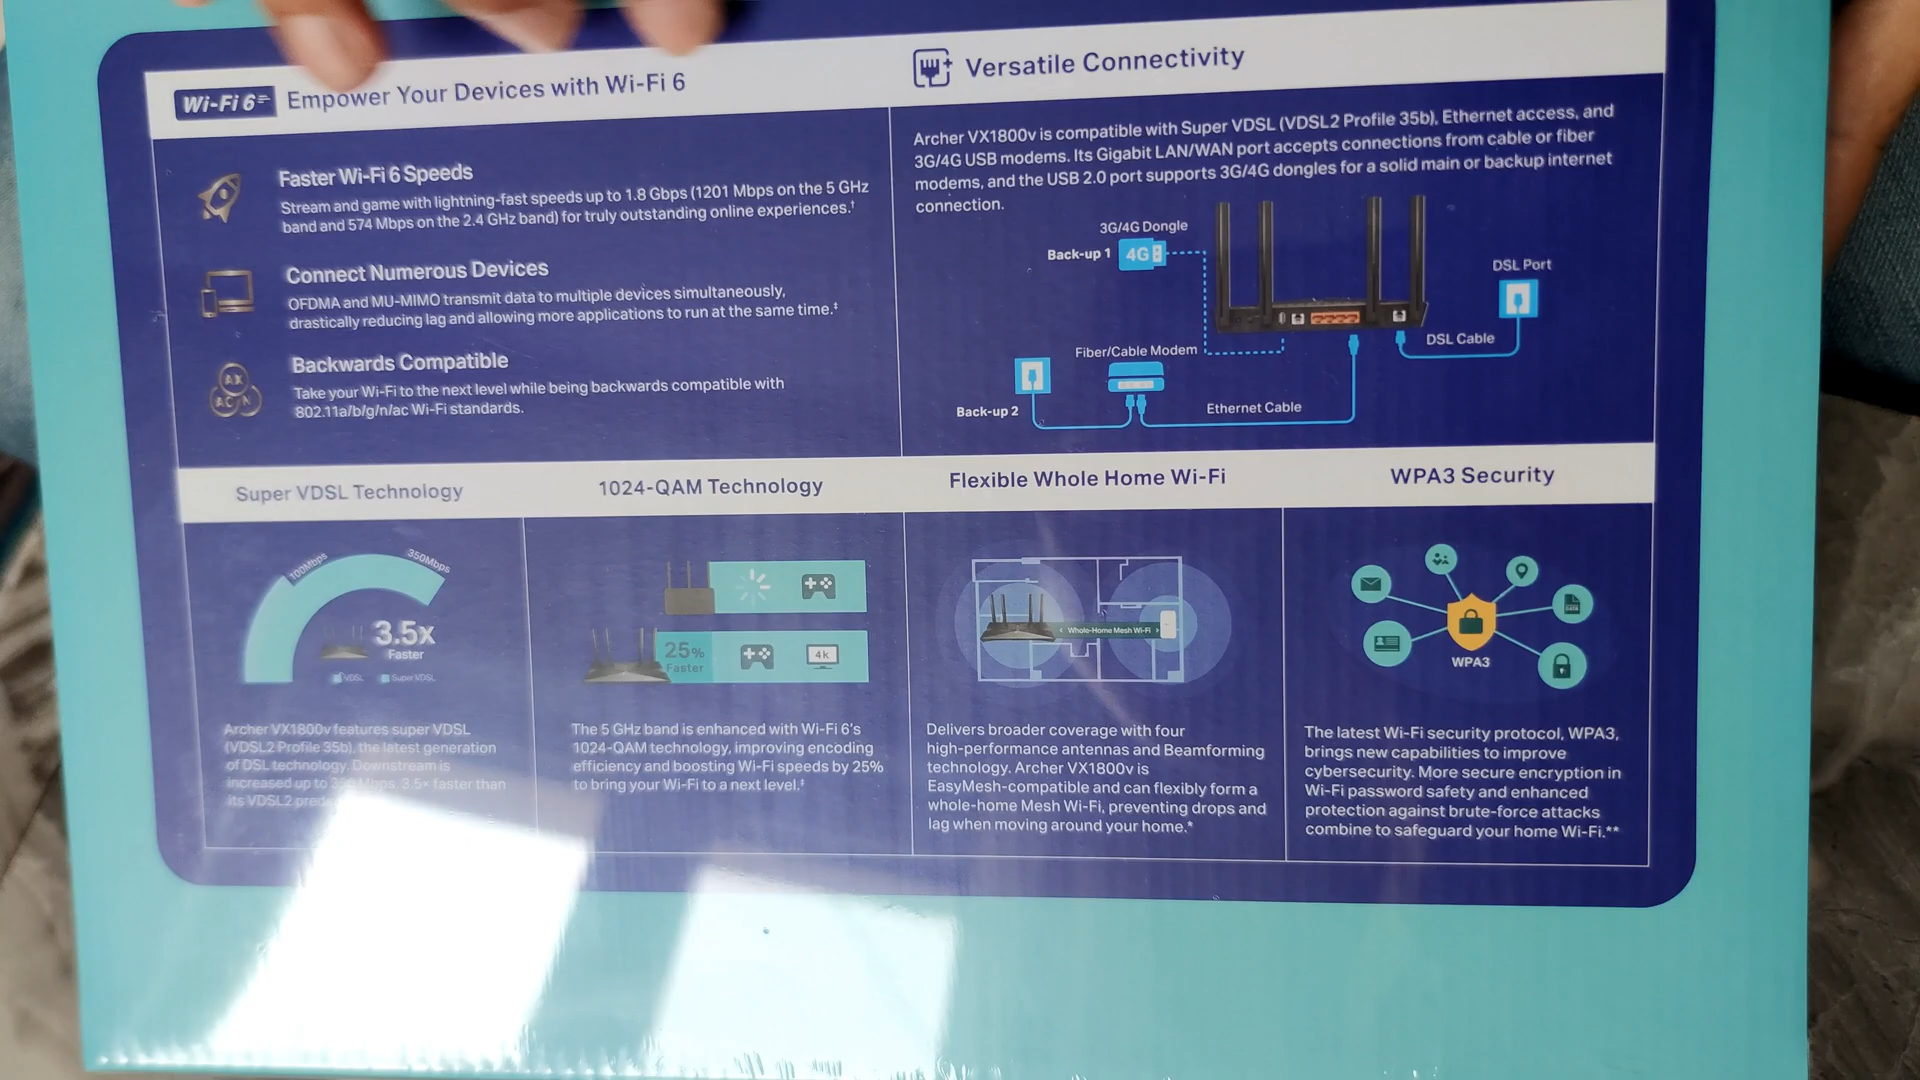 Wi-Fi 6 Empower Your Devices with Wi-Fi 6
Faster Wi-Fi 6 Speeds
Stream and game with lightning-fast speeds up to 1.8 Gbps (1201 Mbps on the 5 GHz
band and 574 Mbps on the 2.4 GHz band) for truly outstanding online experiences.†
Connect Numerous Devices
OFDMA and MU-MIMO transmit data to multiple devices simultaneously,
drastically reducing lag and allowing more applications to run at the same time.‡
AX
AC N
Backwards Compatible
Take your Wi-Fi to the next level while being backwards compatible with
802.11a/b/g/n/ac Wi-Fi standards.
Versatile Connectivity
Archer VX1800v is compatible with Super VDSL (VDSL2 Profile 35b), Ethernet access, and
3G/4G USB modems. Its Gigabit LAN/WAN port accepts connections from cable or fiber
modems, and the USB 2.0 port supports 3G/4G dongles for a solid main or backup internet
connection.
3G/4G Dongle
Back-up 1 4G
DSL Port
DSL Cable
Fiber/Cable Modem
Ethernet Cable
Back-up 2
Super VDSL Technology
100Mbps
350Mbps
3.5x
Faster
VDSL Super VDSL
Archer VX1800v features super VDSL
(VDSL2 Profile 35b), the latest generation
of DSL technology. Downstream is
increased up to 350 Mbps, 3.5× faster than
its VDSL2
1024-QAM Technology
25%
Faster
4k
The 5 GHz band is enhanced with Wi-Fi 6's
1024-QAM technology, improving encoding
efficiency and boosting Wi-Fi speeds by 25%
to bring your Wi-Fi to a next level.‡
Flexible Whole Home Wi-Fi
< Whole-Home Mesh Wi-Fi >
Delivers broader coverage with four
high-performance antennas and Beamforming
technology. Archer VX1800v is
EasyMesh-compatible and can flexibly form a
whole-home Mesh Wi-Fi, preventing drops and
lag when moving around your home.*
WPA3 Security
DATA
WPA3
The latest Wi-Fi security protocol, WPA3,
brings new capabilities to improve
cybersecurity. More secure encryption in
Wi-Fi password safety and enhanced
protection against brute-force attacks
combine to safeguard your home Wi-Fi.**